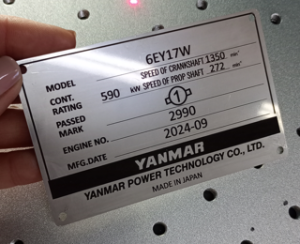 MODEL 6EY17W
CONT. RATING 590 kW SPEED OF CRANKSHAFT 1350 min⁻¹
SPEED OF PROP SHAFT 272 min⁻¹
PASSED MARK 1
ENGINE NO. 2990
MFG.DATE 2024-09
YANMAR
YANMAR POWER TECHNOLOGY CO., LTD.
MADE IN JAPAN